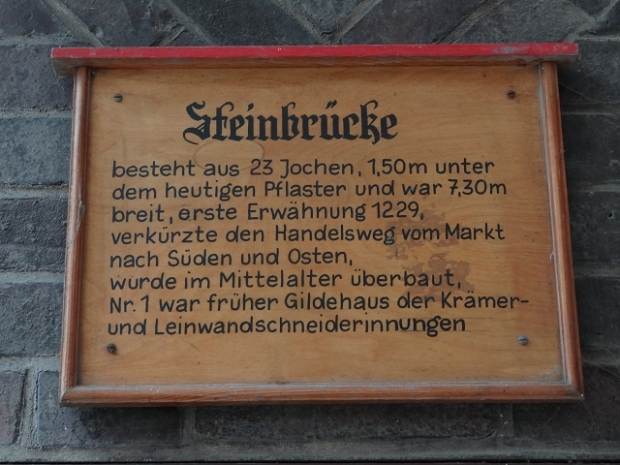 Steinbrücke
besteht aus 23 Jochen, 1,50m unter
dem heutigen Pflaster und war 7,30m
breit, erste Erwähnung 1229,
verkürzte den Handelsweg vom Markt
nach Süden und Osten,
wurde im Mittelalter überbaut,
Nr. 1 war früher Gildehaus der Krämer-
und Leinwandschneiderinnungen